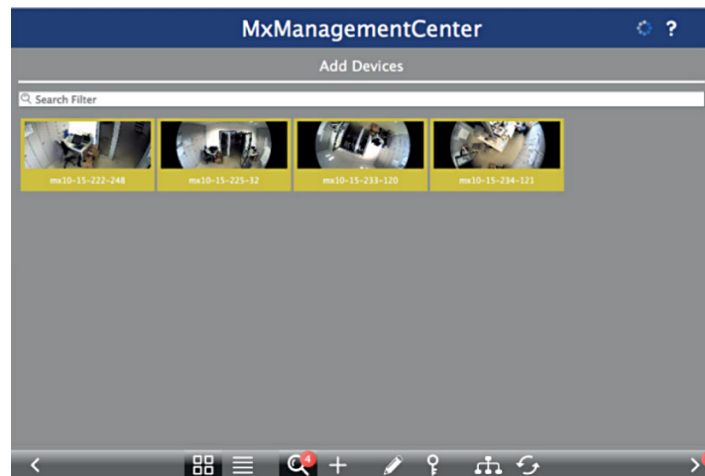 MxManagementCenter
?
Add Devices
Search Filter
mx10-15-222-248
mx10-15-225-32
mx10-15-233-120
mx10-15-234-121
4